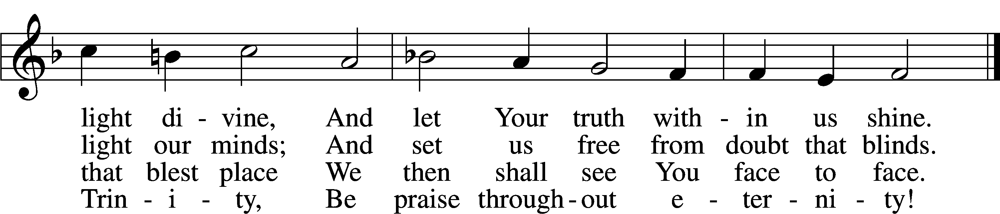 light di - vine, And let Your truth with - in us shine.
light our minds; And set us free from doubt that blinds.
that blest place We then shall see You face to face.
Trin - i - ty, Be praise through - out e - ter - ni - ty!